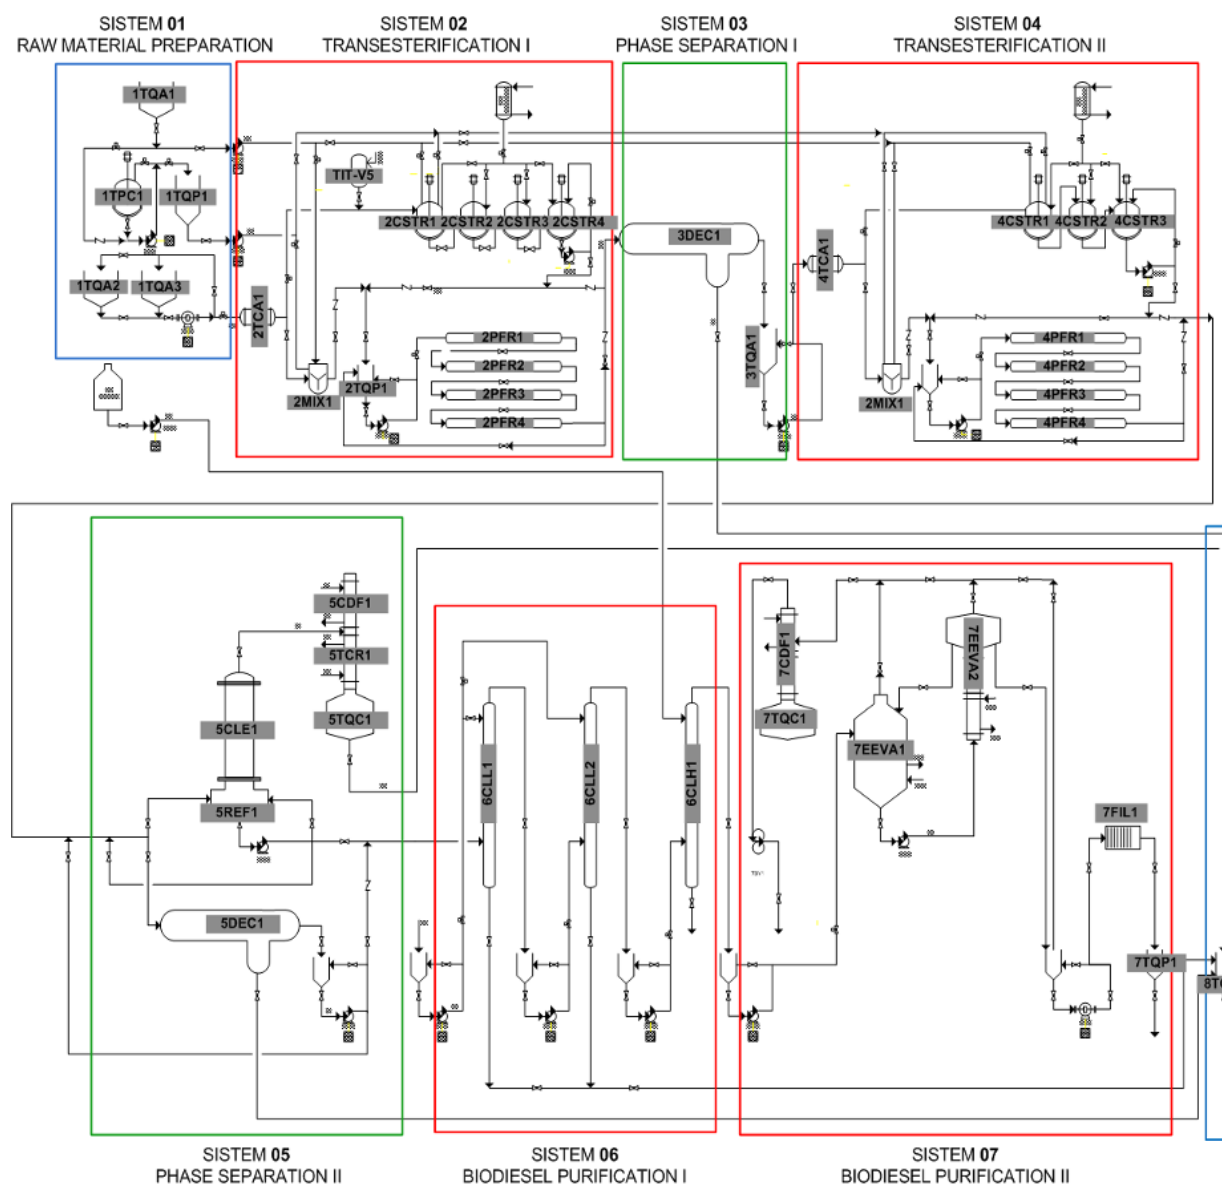 SISTEM 01
RAW MATERIAL PREPARATION
SISTEM 02
TRANSESTERIFICATION I
SISTEM 03
PHASE SEPARATION I
SISTEM 04
TRANSESTERIFICATION II
1TQA1
1TPC1
1TQP1
1TQA2
1TQA3
TIT-V5
2CSTR1
2CSTR2
2CSTR3
2CSTR4
2TCA1
2MIX1
2TQP1
2PFR1
2PFR2
2PFR3
2PFR4
3DEC1
3TQA1
4TCA1
4CSTR1
4CSTR2
4CSTR3
2MIX1
4PFR1
4PFR2
4PFR3
4PFR4
5CDF1
5TCR1
5TQC1
5CLE1
5REF1
5DEC1
6CLL1
6CLL2
6CLH1
7CDF1
7TQC1
7EEVA1
7EEVA2
7FIL1
7TQP1
SISTEM 05
PHASE SEPARATION II
SISTEM 06
BIODIESEL PURIFICATION I
SISTEM 07
BIODIESEL PURIFICATION II